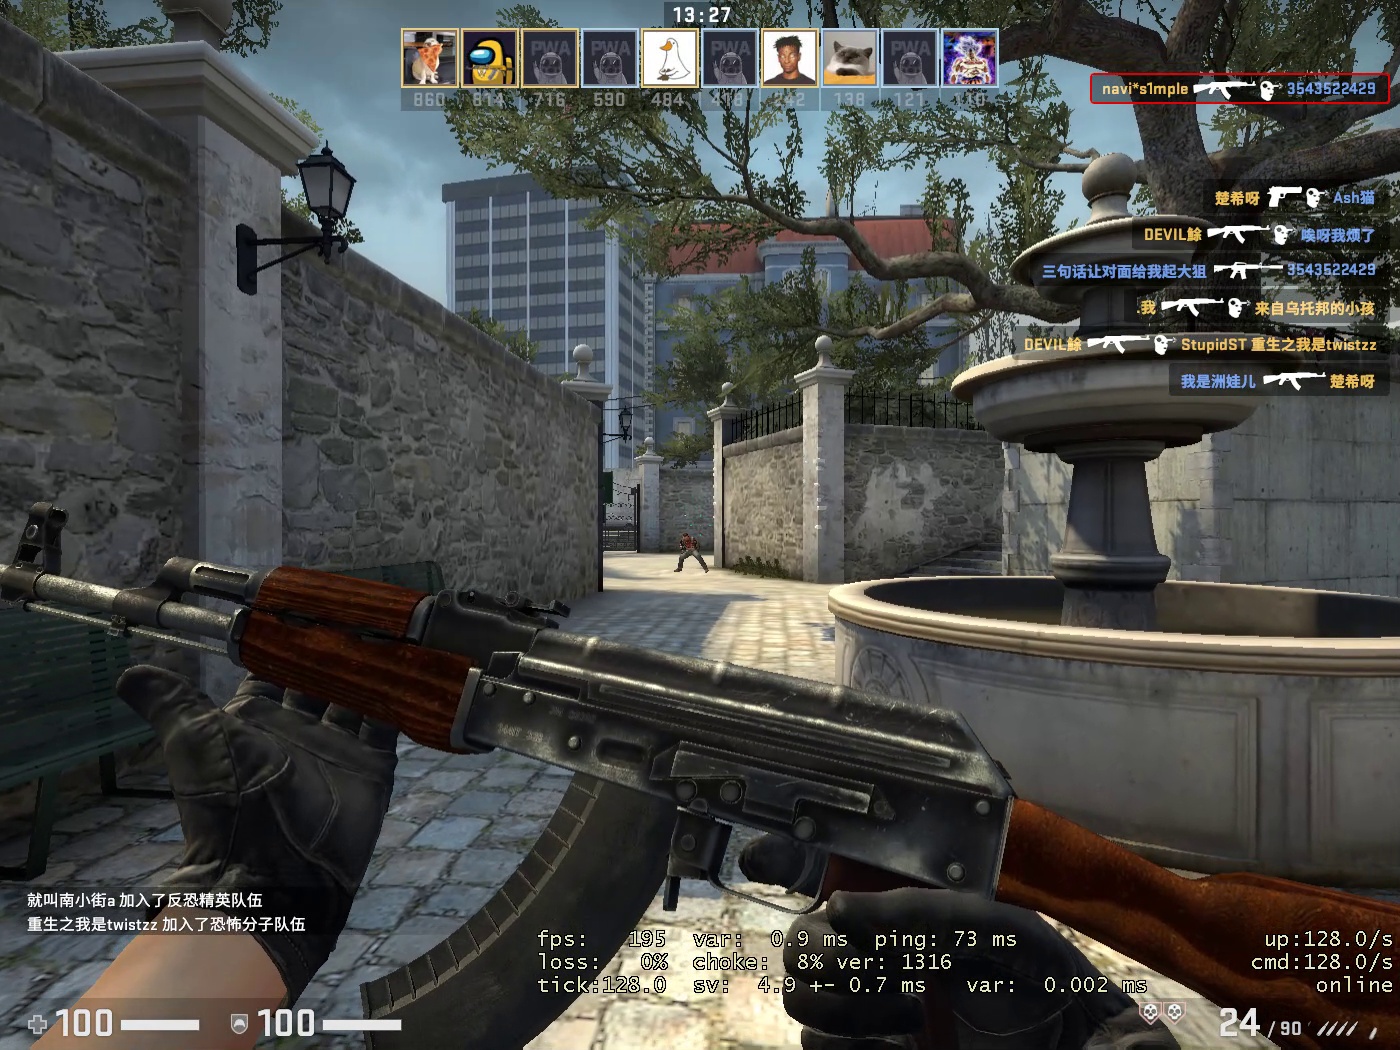 13:27
PWA PWA PWA PWA
860 814 716 590 484 242 138 121
navi*s1mple 3543522429
楚希呀 Ash猫
DEVIL艅 唉呀我烦了
三句话让对面给我起大狙 3543522429
.我 来自乌托邦的小孩
DEVIL艅 StupidST 重生之我是twistzz
我是洲娃儿 楚希呀
就叫南小街a 加入了反恐精英队伍
重生之我是twistzz 加入了恐怖分子队伍
fps: 195 var: 0.9 ms ping: 73 ms
loss: 0% choke: 8% ver: 1316
tick:128.0 sv: 4.9 +- 0.7 ms var: 0.002 ms
up:128.0/s
cmd:128.0/s
online
100 100
24 / 90